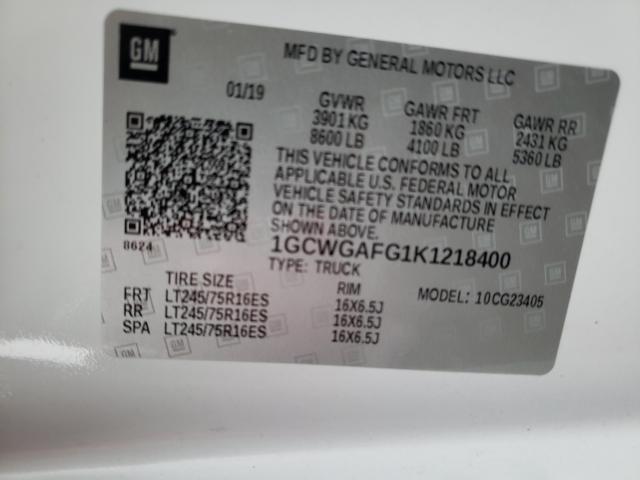 GM
MFD BY GENERAL MOTORS LLC
01/19
GVWR GAWR FRT GAWR RR
3901 KG 1860 KG 2431 KG
8600 LB 4100 LB 5360 LB
THIS VEHICLE CONFORMS TO ALL
APPLICABLE U.S. FEDERAL MOTOR
VEHICLE SAFETY STANDARDS IN EFFECT
ON THE DATE OF MANUFACTURE
SHOWN ABOVE.
8624
1GCWGAFG1K1218400
TYPE: TRUCK
TIRE SIZE RIM MODEL: 10CG23405
FRT LT245/75R16ES 16X6.5J
RR LT245/75R16ES 16X6.5J
SPA LT245/75R16ES 16X6.5J